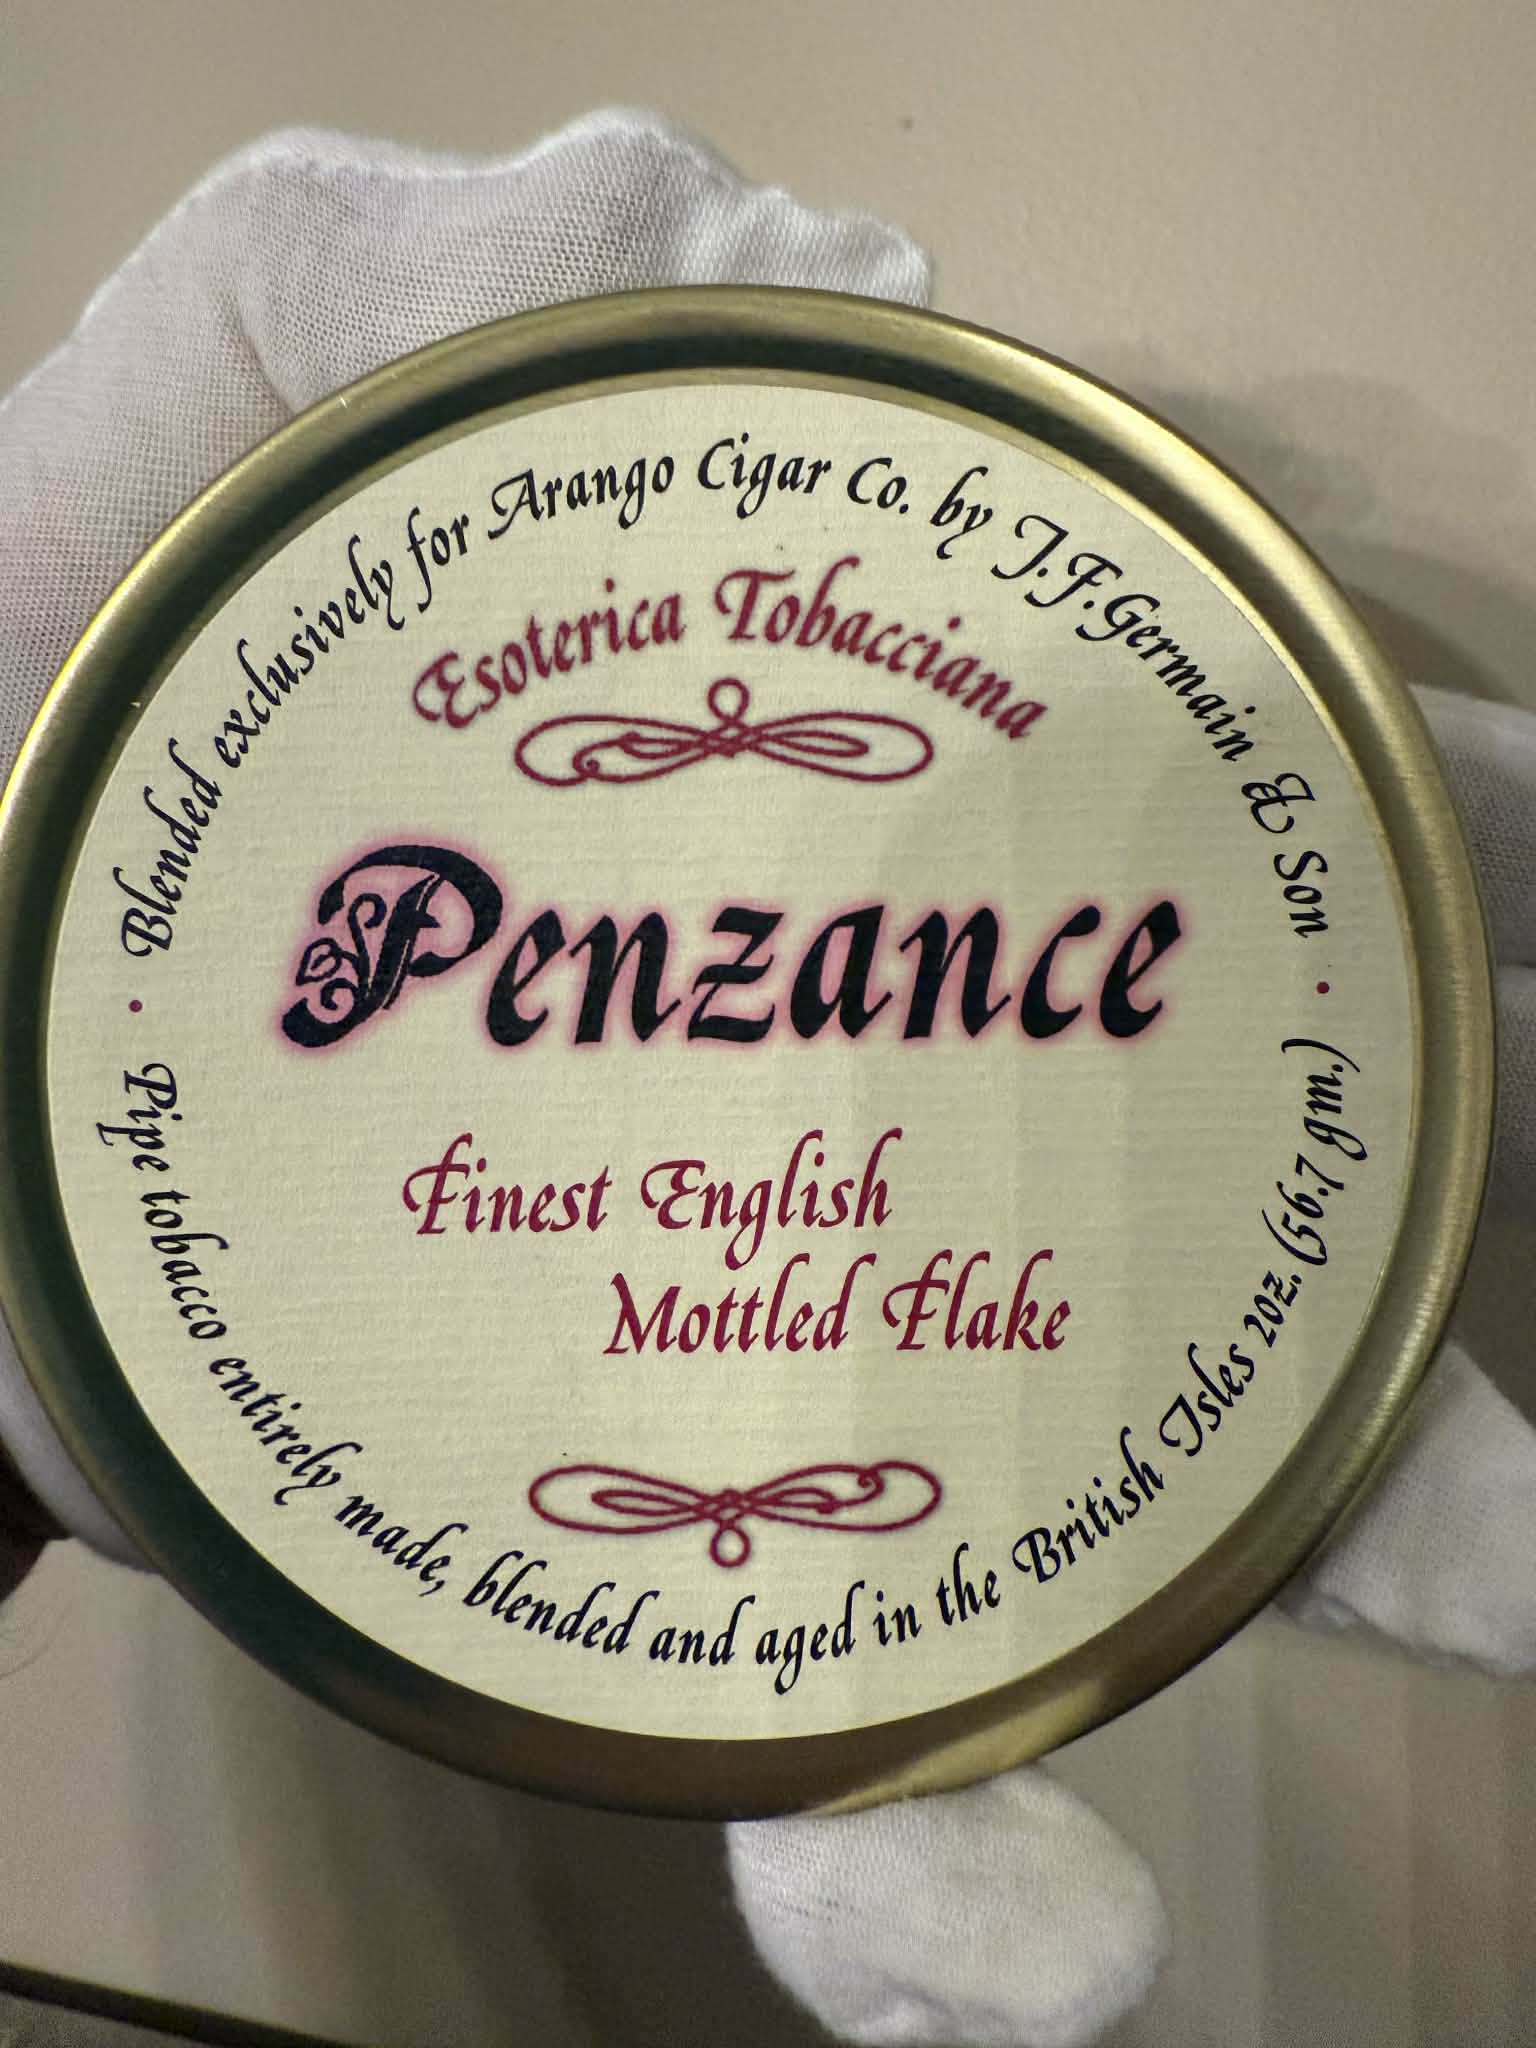 Blended exclusively for Arango Cigar Co. by J.F. Germain & Son
Esoterica Tobacciana
Penzance
Finest English
Mottled Flake
Pipe tobacco entirely made, blended and aged in the British Isles 2oz. (56.7 gm.)